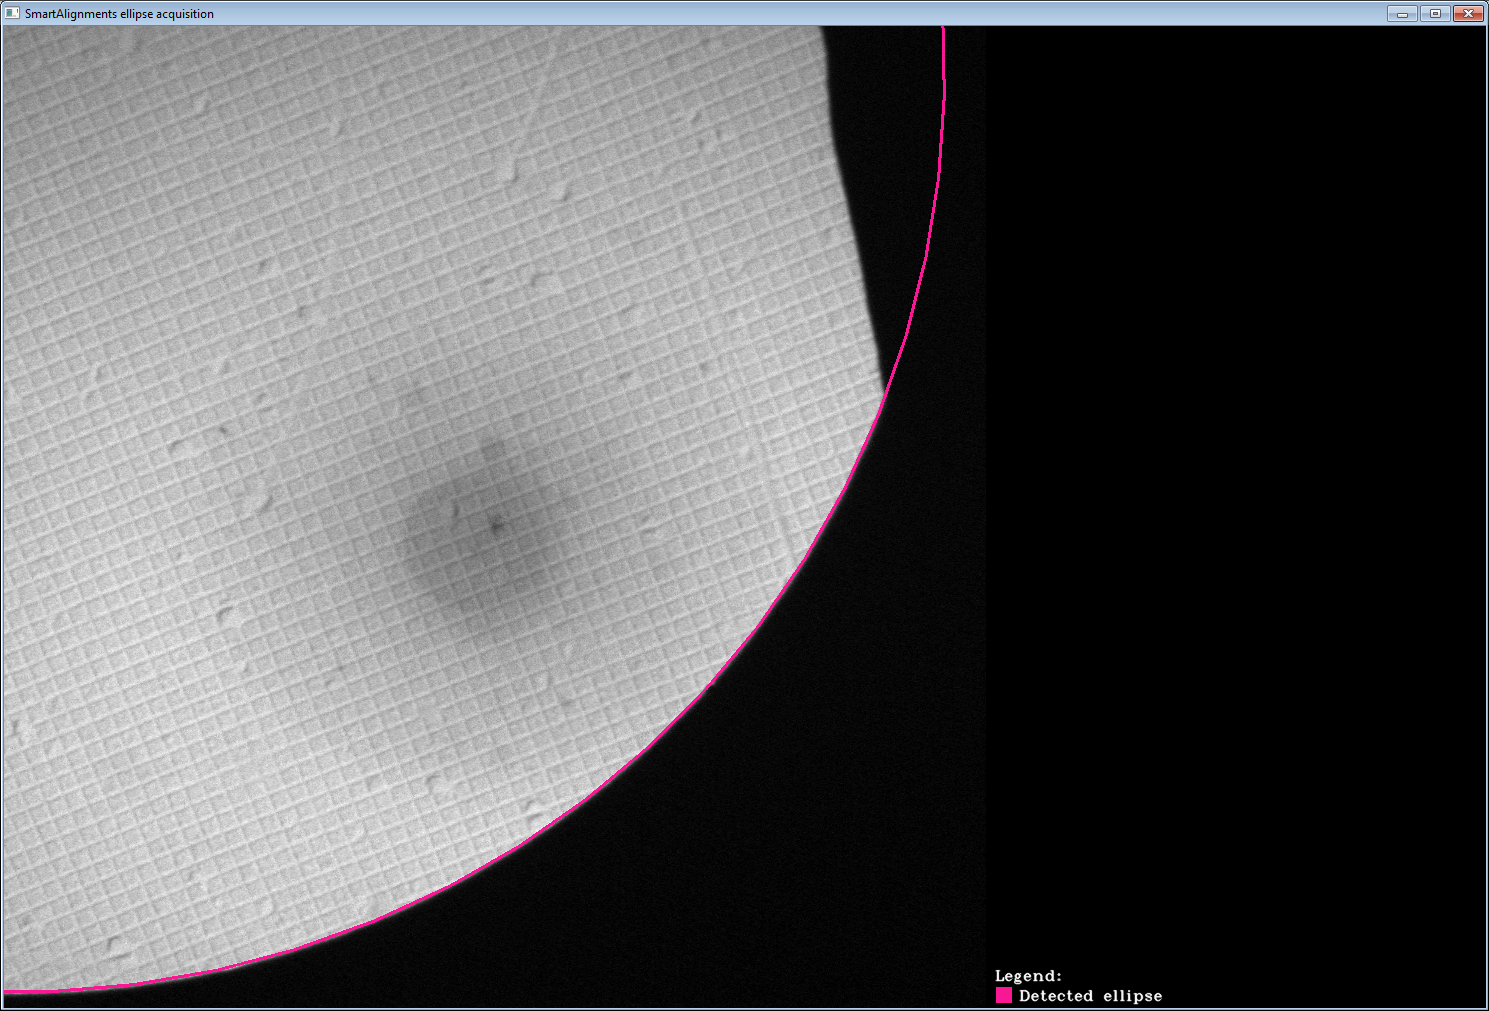 SmartAlignments ellipse acquisition
Legend:
Detected ellipse